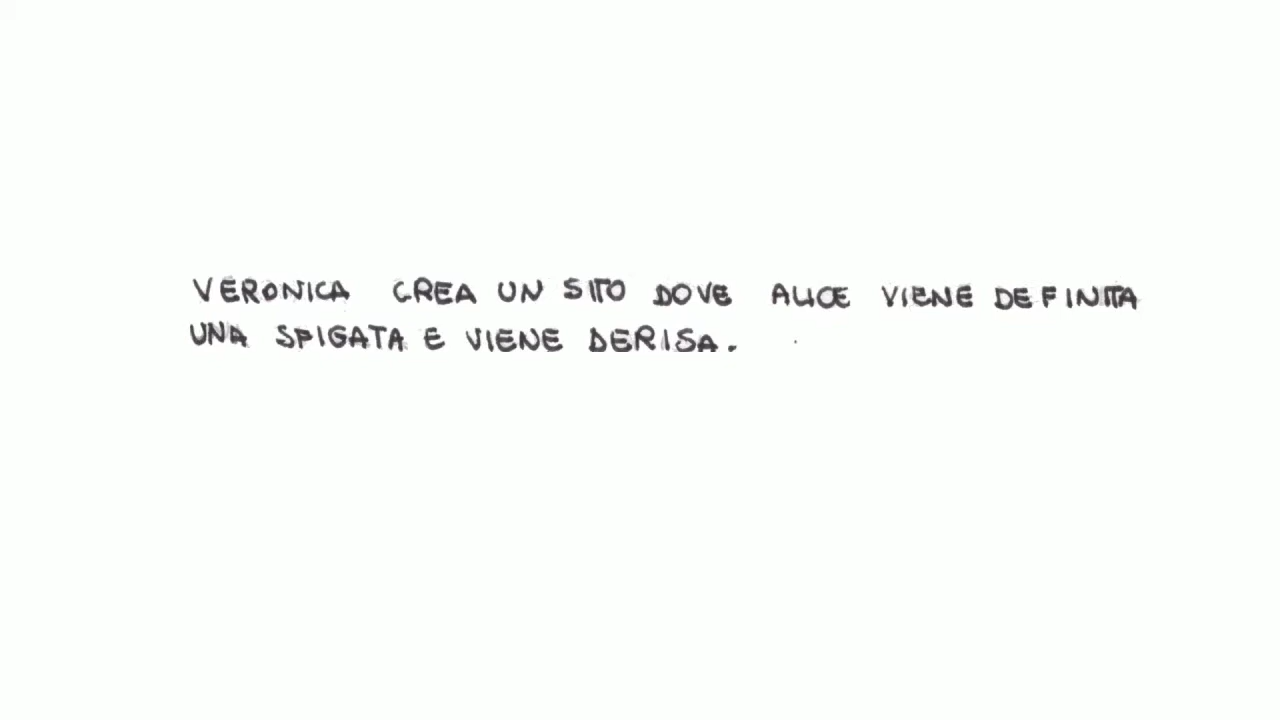 VERONICA CREA UN SITO DOVE ALICE VIENE DEFINITA
UNA SPIGATA E VIENE DERISA.